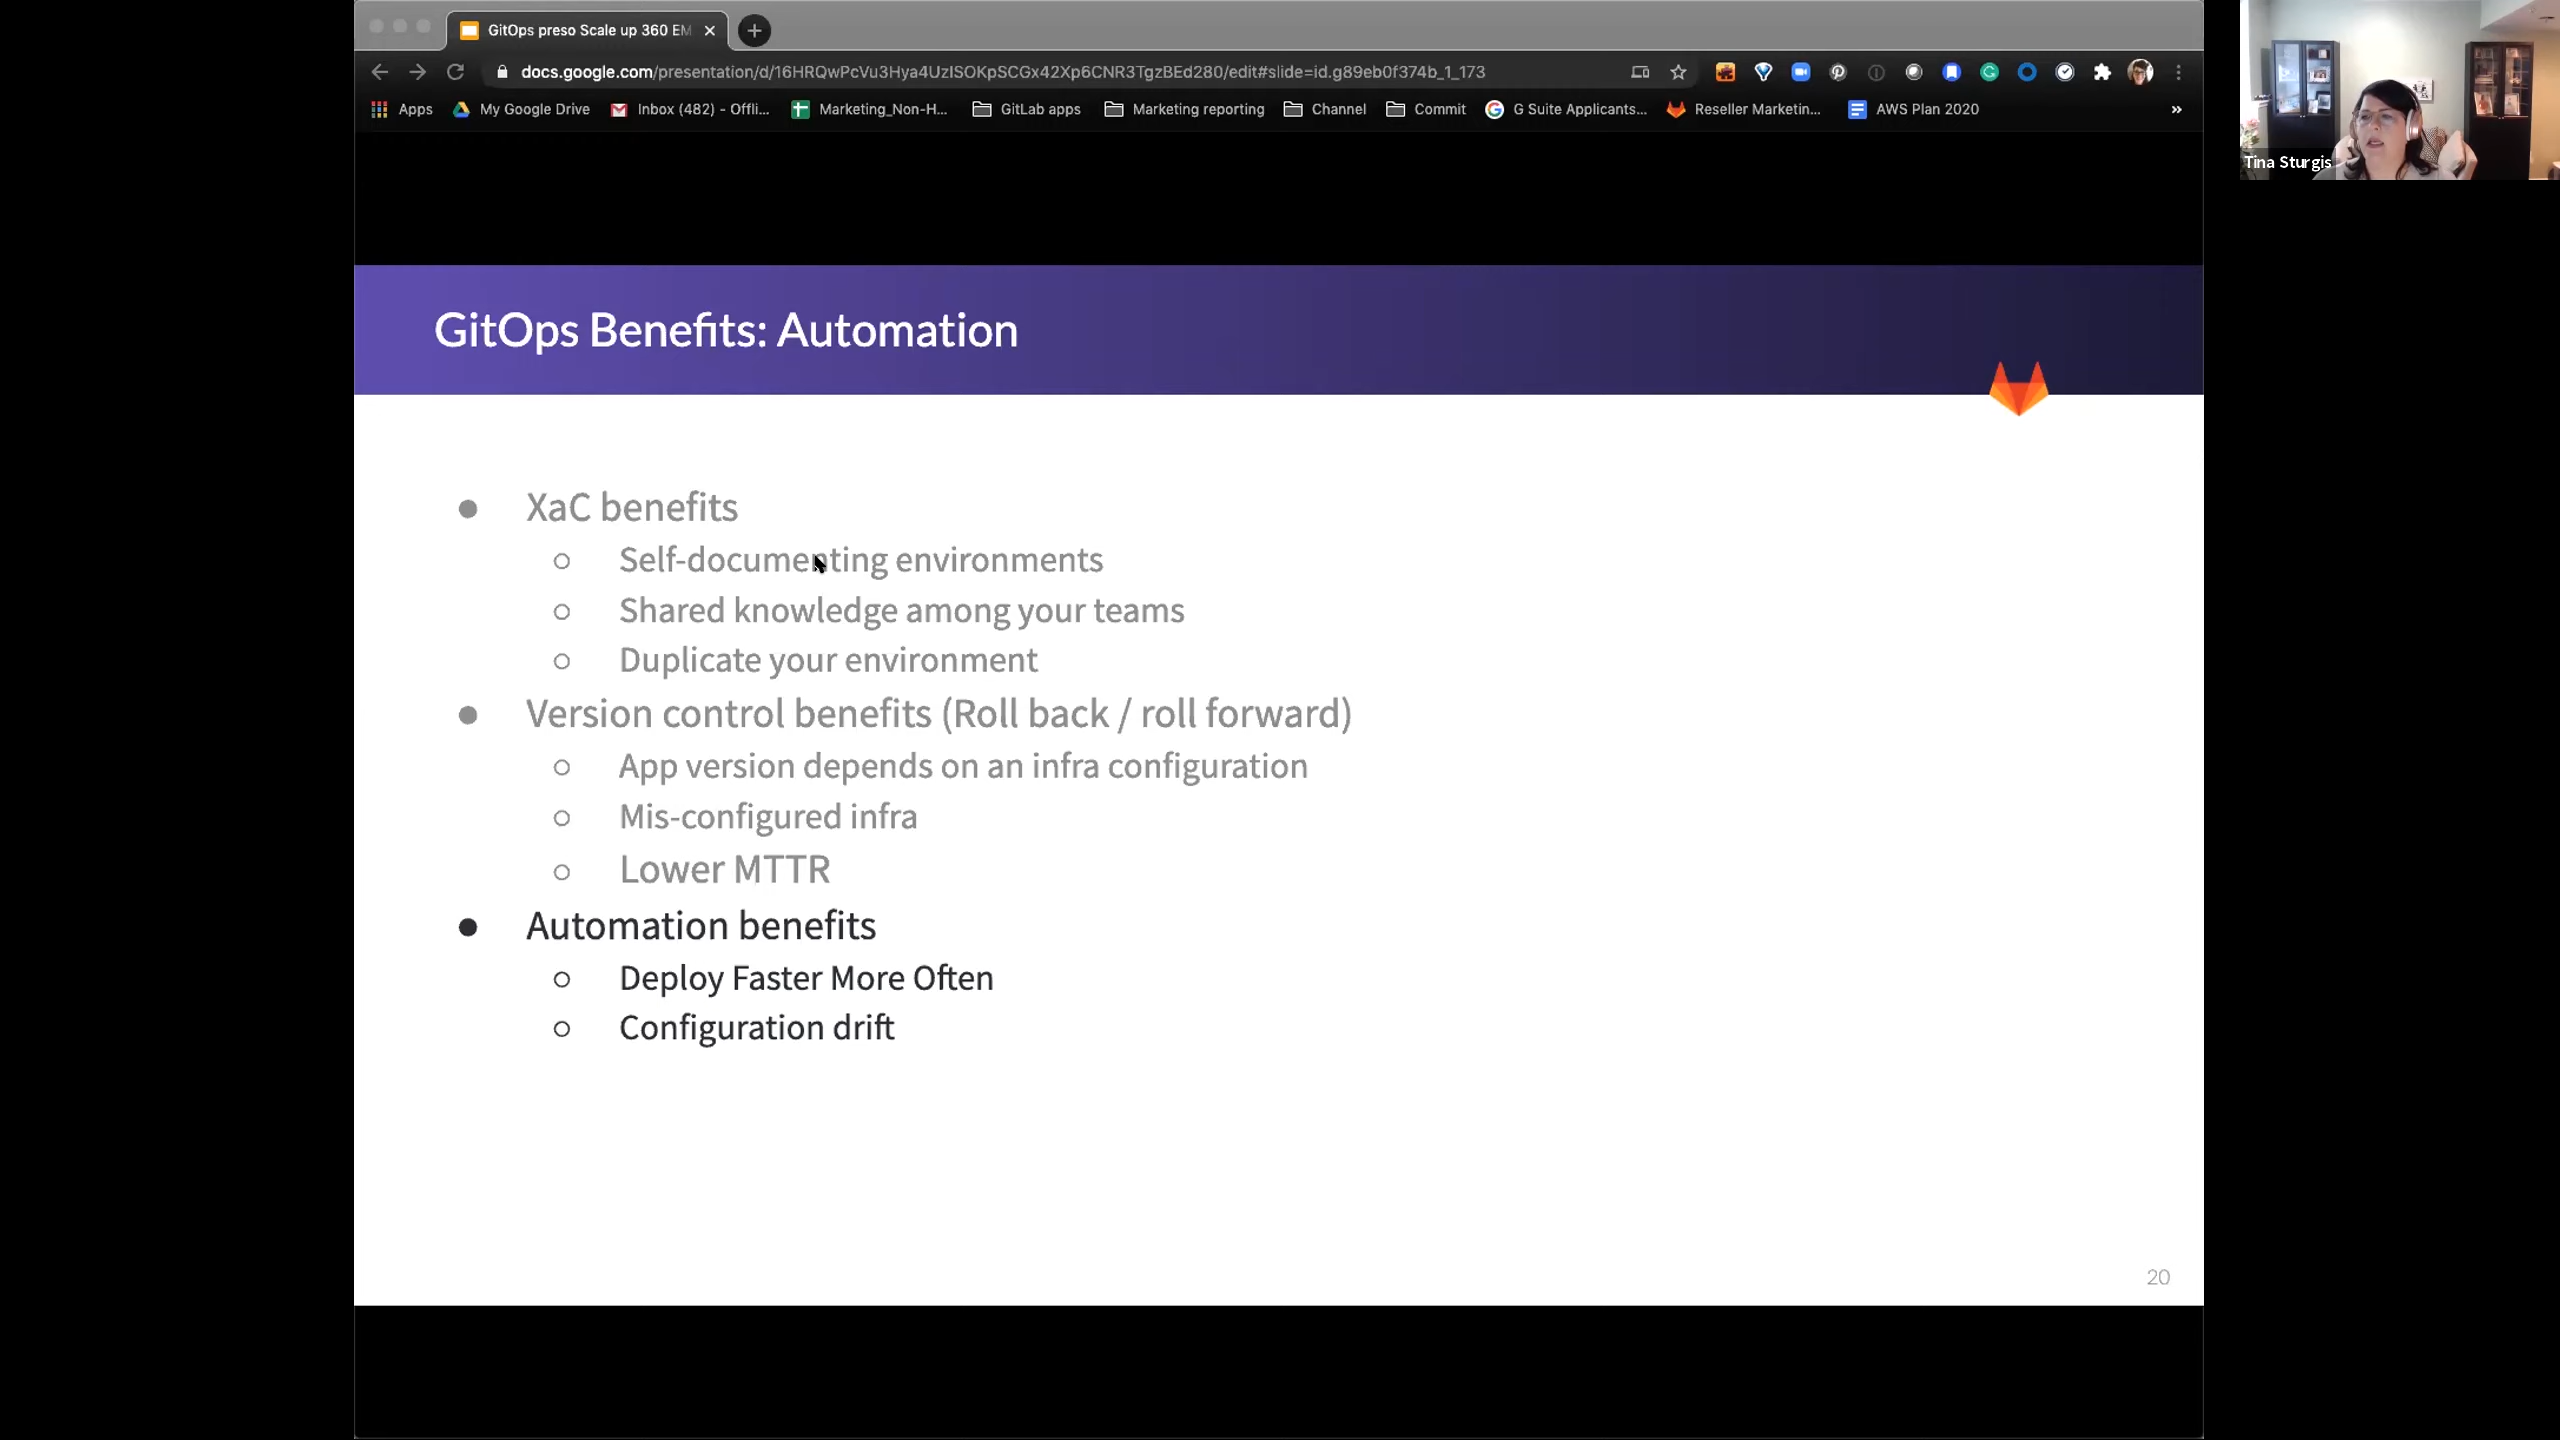 GitOps preso Scale up 360 EM
docs.google.com/presentation/d/16HRQwPcVu3Hya4UzISOKpSCGx42Xp6CNR3TgzBEd280/edit#slide=id.g89eb0f374b_1_173
Apps My Google Drive Inbox (482) - Offli... Marketing_Non-H... GitLab apps Marketing reporting Channel Commit G Suite Applicants... Reseller Marketin... AWS Plan 2020 »
Tina Sturgis
GitOps Benefits: Automation
● XaC benefits
○ Self-documenting environments
○ Shared knowledge among your teams
○ Duplicate your environment
● Version control benefits (Roll back / roll forward)
○ App version depends on an infra configuration
○ Mis-configured infra
○ Lower MTTR
● Automation benefits
○ Deploy Faster More Often
○ Configuration drift
20